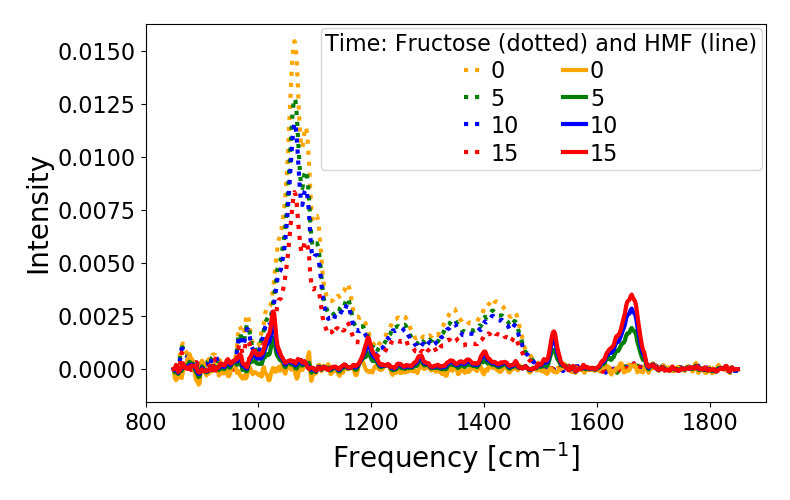 Time: Fructose (dotted) and HMF (line)
0 0
5 5
10 10
15 15
Intensity
0.0150
0.0125
0.0100
0.0075
0.0050
0.0025
0.0000
800 1000 1200 1400 1600 1800
Frequency [cm⁻¹]